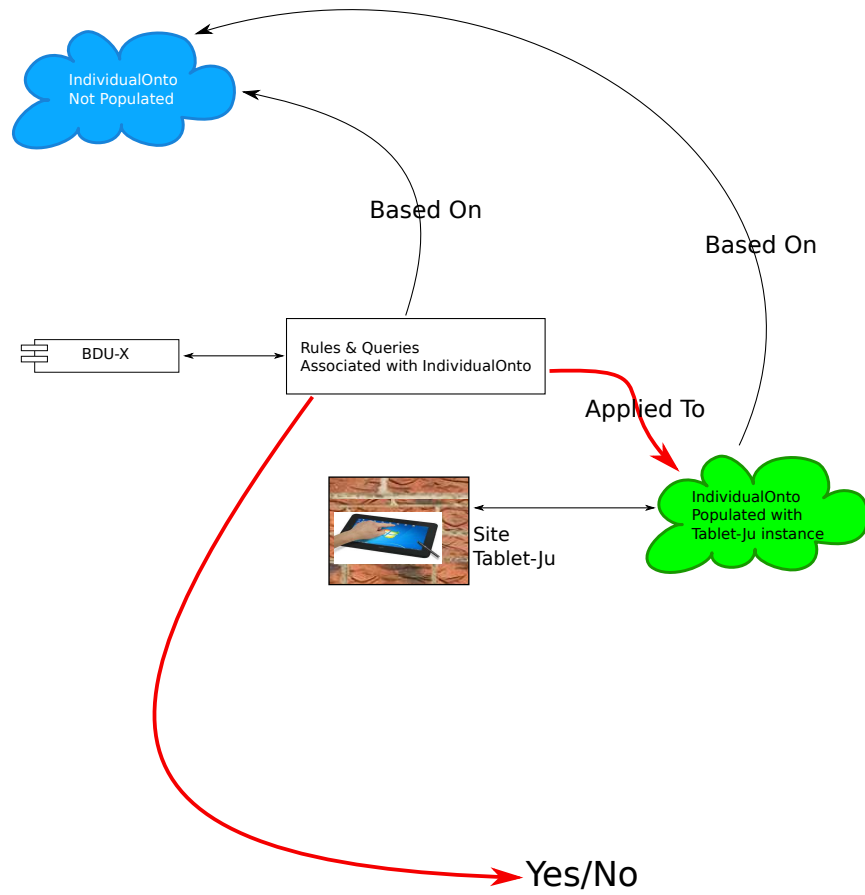 IndividualOnto
Not Populated
Based On
Based On
BDU-X
Rules & Queries
Associated with IndividualOnto
Applied To
IndividualOnto
Populated with
Tablet-Ju instance
Site
Tablet-Ju
Yes/No